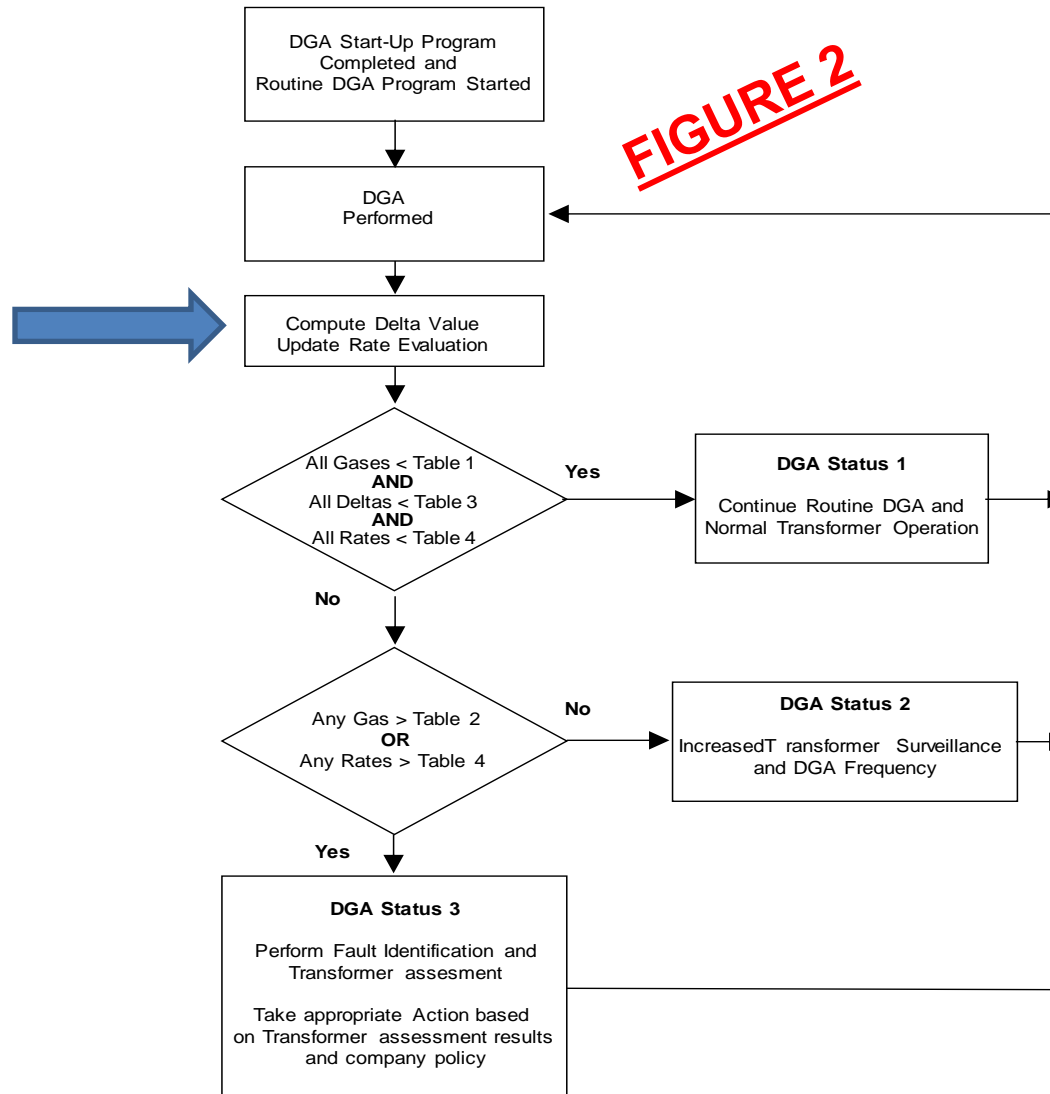 DGA Start-Up Program
Completed and
Routine DGA Program Started
FIGURE 2
DGA
Performed
Compute Delta Value
Update Rate Evaluation
All Gases < Table 1
AND
All Deltas < Table 3
AND
All Rates < Table 4
Yes
DGA Status 1
Continue Routine DGA and
Normal Transformer Operation
No
Any Gas > Table 2
OR
Any Rates > Table 4
No
DGA Status 2
IncreasedT ransformer Surveillance
and DGA Frequency
Yes
DGA Status 3
Perform Fault Identification and
Transformer assesment
Take appropriate Action based
on Transformer assessment results
and company policy